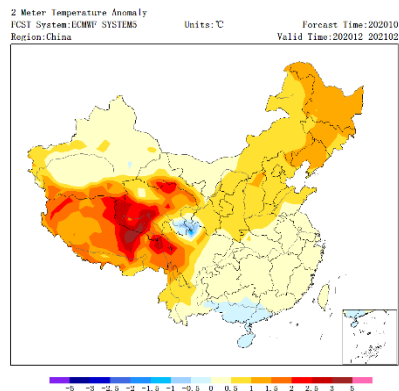 2 Meter Temperature Anomaly
FCST System:ECMWF SYSTEM5 Units:℃ Forcast Time:202010
Region:China Valid Time:202012 202102
-5 -3 -2.5 -2 -1.5 -1 -0.5 0 0.5 1 1.5 2 2.5 3 5